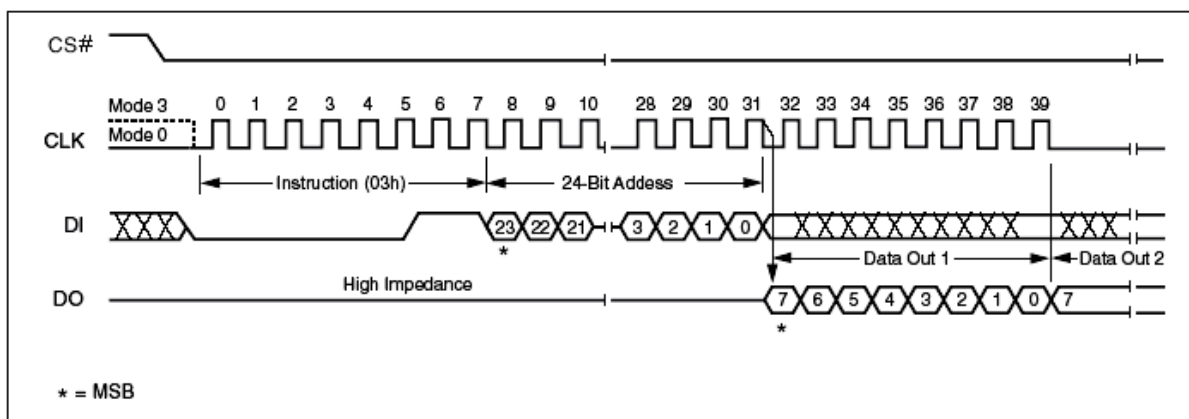 CS#
Mode 3
0 1 2 3 4 5 6 7 8 9 10 28 29 30 31 32 33 34 35 36 37 38 39
Mode 0
CLK
Instruction (03h)
24-Bit Addess
DI
23 22 21 3 2 1 0
*
Data Out 1
Data Out 2
High Impedance
DO
7 6 5 4 3 2 1 0 7
*
* = MSB